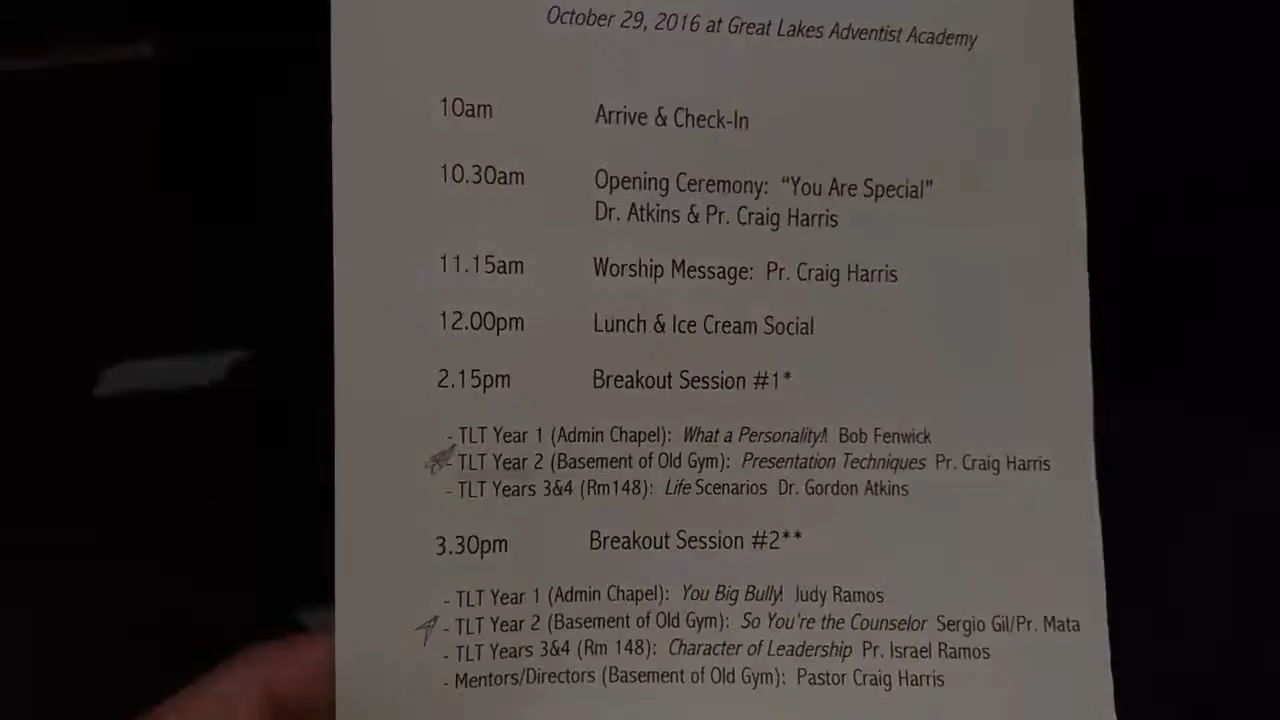 October 29, 2016 at Great Lakes Adventist Academy
10am Arrive & Check-In
10.30am Opening Ceremony: "You Are Special"
Dr. Atkins & Pr. Craig Harris
11.15am Worship Message: Pr. Craig Harris
12.00pm Lunch & Ice Cream Social
2.15pm Breakout Session #1*
- TLT Year 1 (Admin Chapel): What a Personality! Bob Fenwick
- TLT Year 2 (Basement of Old Gym): Presentation Techniques Pr. Craig Harris
- TLT Years 3&4 (Rm148): Life Scenarios Dr. Gordon Atkins
3.30pm Breakout Session #2**
- TLT Year 1 (Admin Chapel): You Big Bully! Judy Ramos
- TLT Year 2 (Basement of Old Gym): So You're the Counselor Sergio Gil/Pr. Mata
- TLT Years 3&4 (Rm 148): Character of Leadership Pr. Israel Ramos
- Mentors/Directors (Basement of Old Gym): Pastor Craig Harris